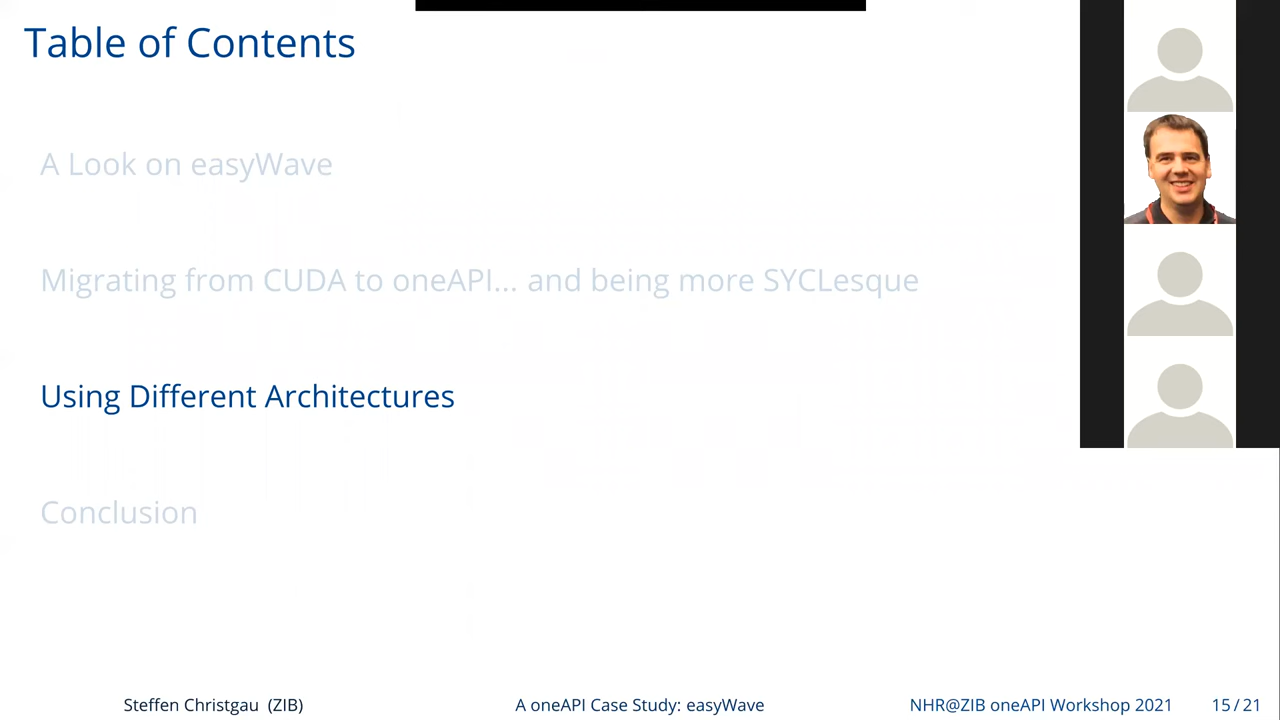 Table of Contents
A Look on easyWave
Migrating from CUDA to oneAPI... and being more SYCLesque
Using Different Architectures
Conclusion
Steffen Christgau (ZIB)
A oneAPI Case Study: easyWave
NHR@ZIB oneAPI Workshop 2021
15 / 21